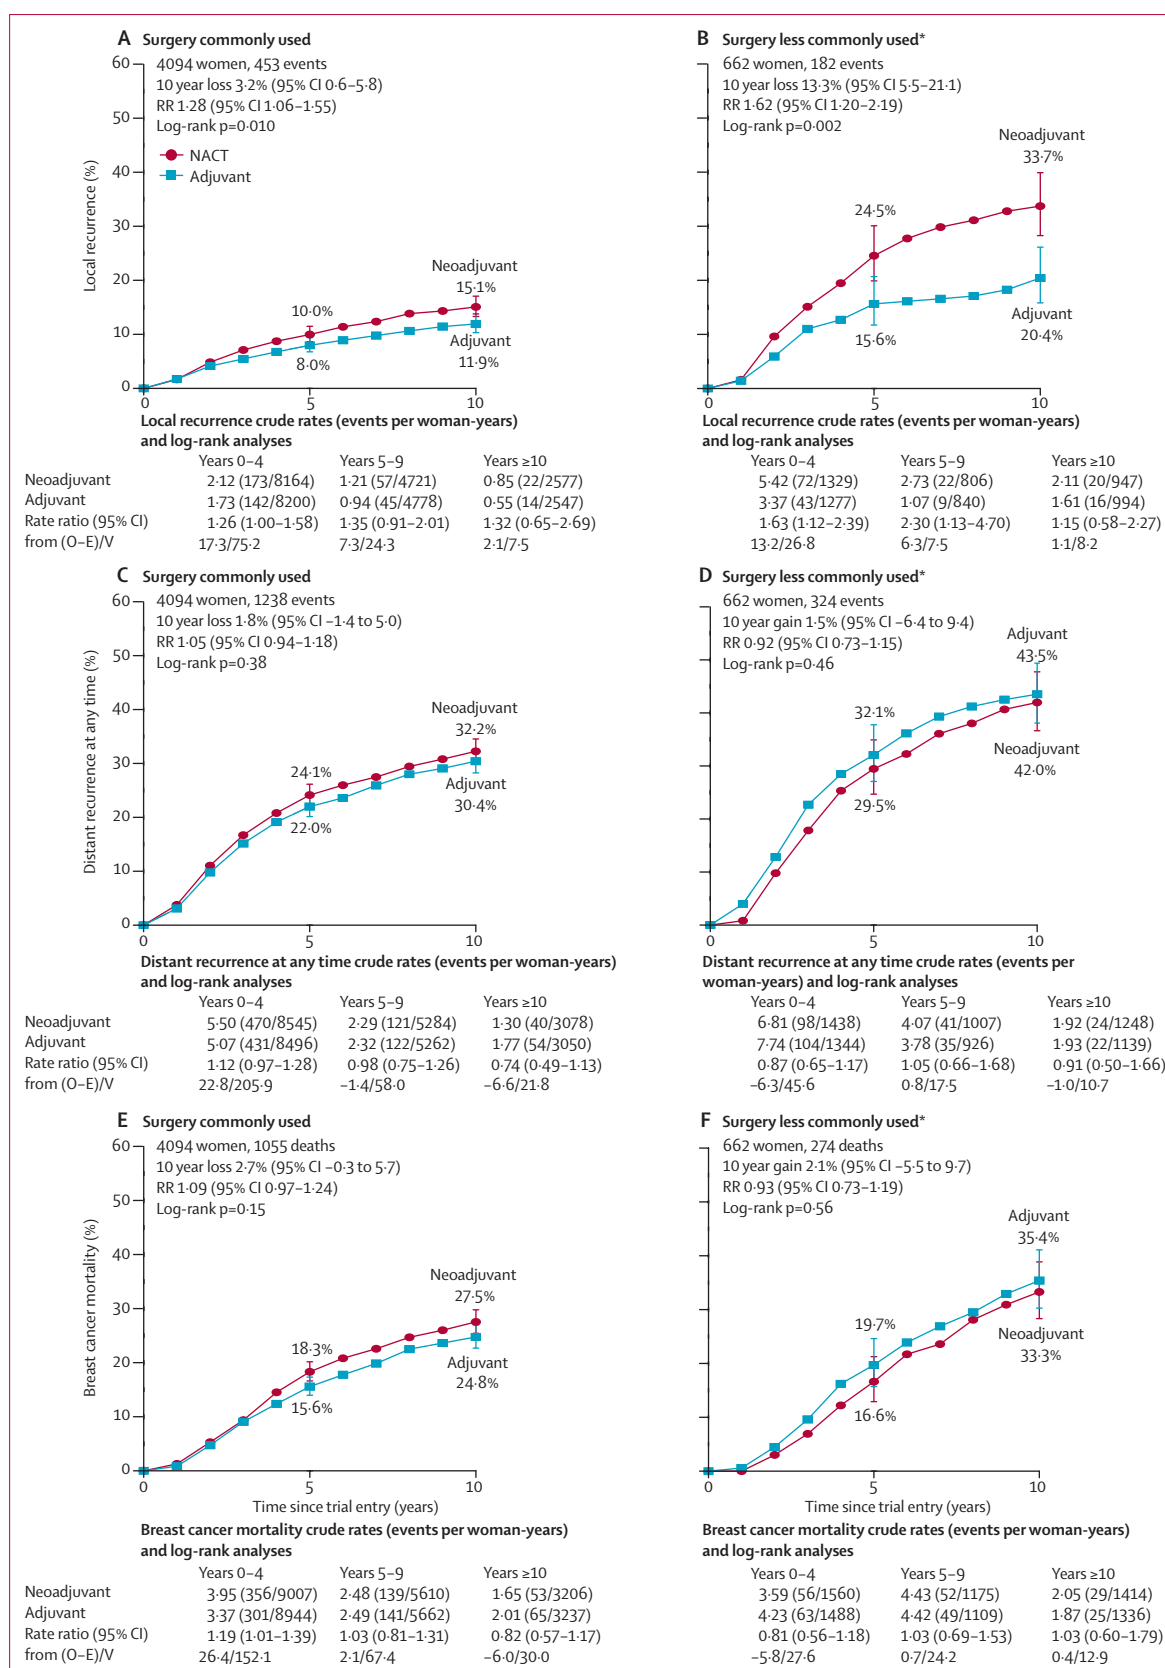 A Surgery commonly used
4094 women, 453 events
10 year loss 3·2% (95% CI 0·6–5·8)
RR 1·28 (95% CI 1·06–1·55)
Log-rank p=0·010
NACT
Adjuvant
Local recurrence (%)
60
50
40
30
20
10
0
Neoadjuvant
15·1%
10·0%
8·0%
Adjuvant
11·9%
0
5
10
Local recurrence crude rates (events per woman-years)
and log-rank analyses
Years 0–4 Years 5–9 Years ≥10
Neoadjuvant 2·12 (173/8164) 1·21 (57/4721) 0·85 (22/2577)
Adjuvant 1·73 (142/8200) 0·94 (45/4778) 0·55 (14/2547)
Rate ratio (95% CI) 1·26 (1·00–1·58) 1·35 (0·91–2·01) 1·32 (0·65–2·69)
from (O–E)/V 17·3/75·2 7·3/24·3 2·1/7·5
B Surgery less commonly used*
662 women, 182 events
10 year loss 13·3% (95% CI 5·5–21·1)
RR 1·62 (95% CI 1·20–2·19)
Log-rank p=0·002
Neoadjuvant
33·7%
24·5%
15·6%
Adjuvant
20·4%
0
5
10
Local recurrence crude rates (events per woman-years)
and log-rank analyses
Years 0–4 Years 5–9 Years ≥10
5·42 (72/1329) 2·73 (22/806) 2·11 (20/947)
3·37 (43/1277) 1·07 (9/840) 1·61 (16/994)
1·63 (1·12–2·39) 2·30 (1·13–4·70) 1·15 (0·58–2·27)
13·2/26·8 6·3/7·5 1·1/8·2
C Surgery commonly used
4094 women, 1238 events
10 year loss 1·8% (95% CI –1·4 to 5·0)
RR 1·05 (95% CI 0·94–1·18)
Log-rank p=0·38
Distant recurrence at any time (%)
60
50
40
30
20
10
0
Neoadjuvant
32·2%
24·1%
22·0%
Adjuvant
30·4%
0
5
10
Distant recurrence at any time crude rates (events per woman-years)
and log-rank analyses
Years 0–4 Years 5–9 Years ≥10
Neoadjuvant 5·50 (470/8545) 2·29 (121/5284) 1·30 (40/3078)
Adjuvant 5·07 (431/8496) 2·32 (122/5262) 1·77 (54/3050)
Rate ratio (95% CI) 1·12 (0·97–1·28) 0·98 (0·75–1·26) 0·74 (0·49–1·13)
from (O–E)/V 22·8/205·9 –1·4/58·0 –6·6/21·8
D Surgery less commonly used*
662 women, 324 events
10 year gain 1·5% (95% CI –6·4 to 9·4)
RR 0·92 (95% CI 0·73–1·15)
Log-rank p=0·46
Adjuvant
43·5%
32·1%
29·5%
Neoadjuvant
42·0%
0
5
10
Distant recurrence at any time crude rates (events per
woman-years) and log-rank analyses
Years 0–4 Years 5–9 Years ≥10
6·81 (98/1438) 4·07 (41/1007) 1·92 (24/1248)
7·74 (104/1344) 3·78 (35/926) 1·93 (22/1139)
0·87 (0·65–1·17) 1·05 (0·66–1·68) 0·91 (0·50–1·66)
–6·3/45·6 0·8/17·5 –1·0/10·7
E Surgery commonly used
4094 women, 1055 deaths
10 year loss 2·7% (95% CI –0·3 to 5·7)
RR 1·09 (95% CI 0·97–1·24)
Log-rank p=0·15
Breast cancer mortality (%)
60
50
40
30
20
10
0
Neoadjuvant
27·5%
18·3%
15·6%
Adjuvant
24·8%
0
5
10
Time since trial entry (years)
Breast cancer mortality crude rates (events per woman-years)
and log-rank analyses
Years 0–4 Years 5–9 Years ≥10
Neoadjuvant 3·95 (356/9007) 2·48 (139/5610) 1·65 (53/3206)
Adjuvant 3·37 (301/8944) 2·49 (141/5662) 2·01 (65/3237)
Rate ratio (95% CI) 1·19 (1·01–1·39) 1·03 (0·81–1·31) 0·82 (0·57–1·17)
from (O–E)/V 26·4/152·1 2·1/67·4 –6·0/30·0
F Surgery less commonly used*
662 women, 274 deaths
10 year gain 2·1% (95% CI –5·5 to 9·7)
RR 0·93 (95% CI 0·73–1·19)
Log-rank p=0·56
Adjuvant
35·4%
19·7%
16·6%
Neoadjuvant
33·3%
0
5
10
Time since trial entry (years)
Breast cancer mortality crude rates (events per woman-years)
and log-rank analyses
Years 0–4 Years 5–9 Years ≥10
3·59 (56/1560) 4·43 (52/1175) 2·05 (29/1414)
4·23 (63/1488) 4·42 (49/1109) 1·87 (25/1336)
0·81 (0·56–1·18) 1·03 (0·69–1·53) 1·03 (0·60–1·79)
–5·8/27·6 0·7/24·2 0·4/12·9